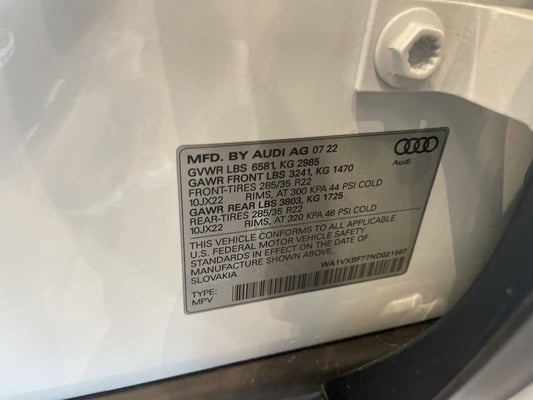 MFD. BY AUDI AG 07 22
GVWR LBS 6581, KG 2985
GAWR FRONT LBS 3241, KG 1470
FRONT-TIRES 285/35 R22
10JX22 RIMS, AT 300 KPA 44 PSI COLD
GAWR REAR LBS 3803, KG 1725
REAR-TIRES 285/35 R22
10JX22 RIMS, AT 320 KPA 46 PSI COLD
THIS VEHICLE CONFORMS TO ALL APPLICABLE
U.S. FEDERAL MOTOR VEHICLE SAFETY
STANDARDS IN EFFECT ON THE DATE OF
MANUFACTURE SHOWN ABOVE.
SLOVAKIA
WA1VXBF77ND021587
TYPE:
MPV
Audi